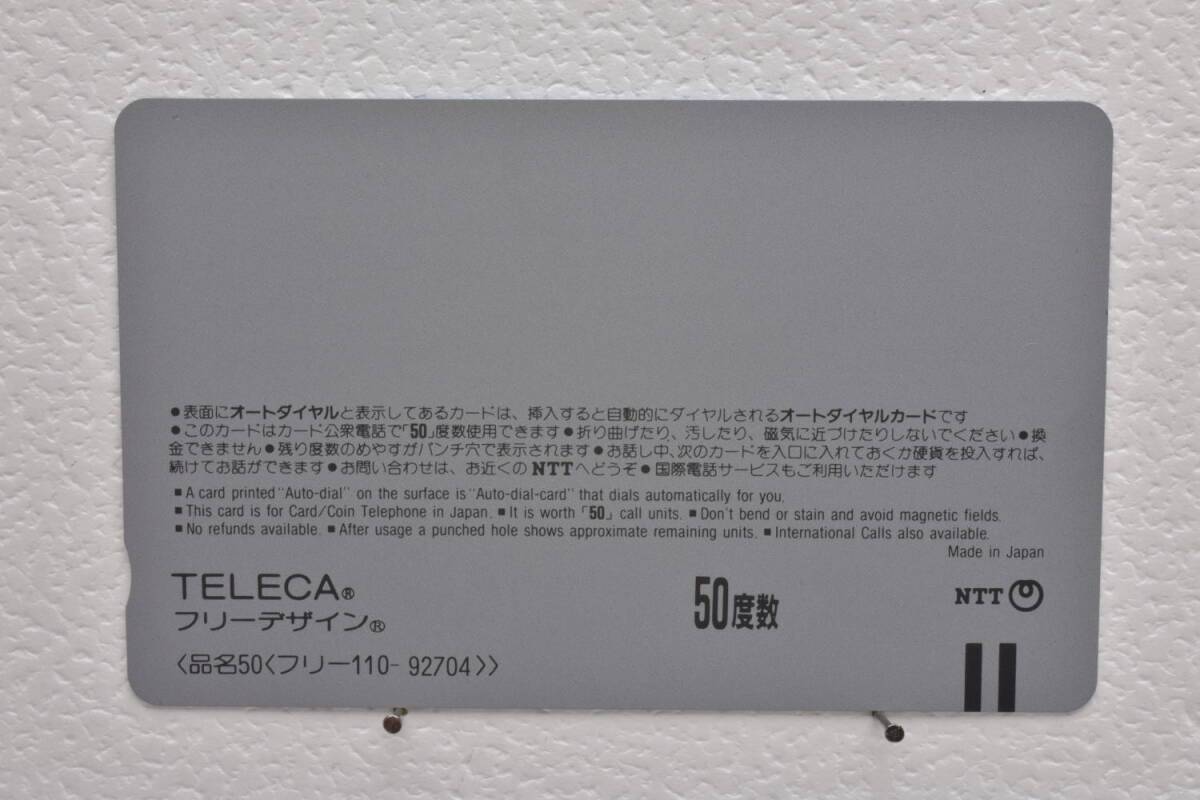 ●表面にオートダイヤルと表示してあるカードは、挿入すると自動的にダイヤルされるオートダイヤルカードです
●このカードはカード公衆電話で「50」度数使用できます●折り曲げたり、汚したり、磁気に近づけたりしないでください●換
金できません●残り度数のめやすがパンチ穴で表示されます●お話し中、次のカードを入口に入れておくか硬貨を投入すれば、
続けてお話ができます●お問い合わせは、お近くのNTTへどうぞ●国際電話サービスもご利用いただけます
■A card printed "Auto-dial" on the surface is "Auto-dial-card" that dials automatically for you.
■This card is for Card/Coin Telephone in Japan. ■It is worth「50」call units. ■Don't bend or stain and avoid magnetic fields.
■No refunds available. ■After usage a punched hole shows approximate remaining units. ■International Calls also available.
Made in Japan
TELECA®
フリーデザイン®
50度数
NTT
〈品名50〈フリー110-92704〉〉